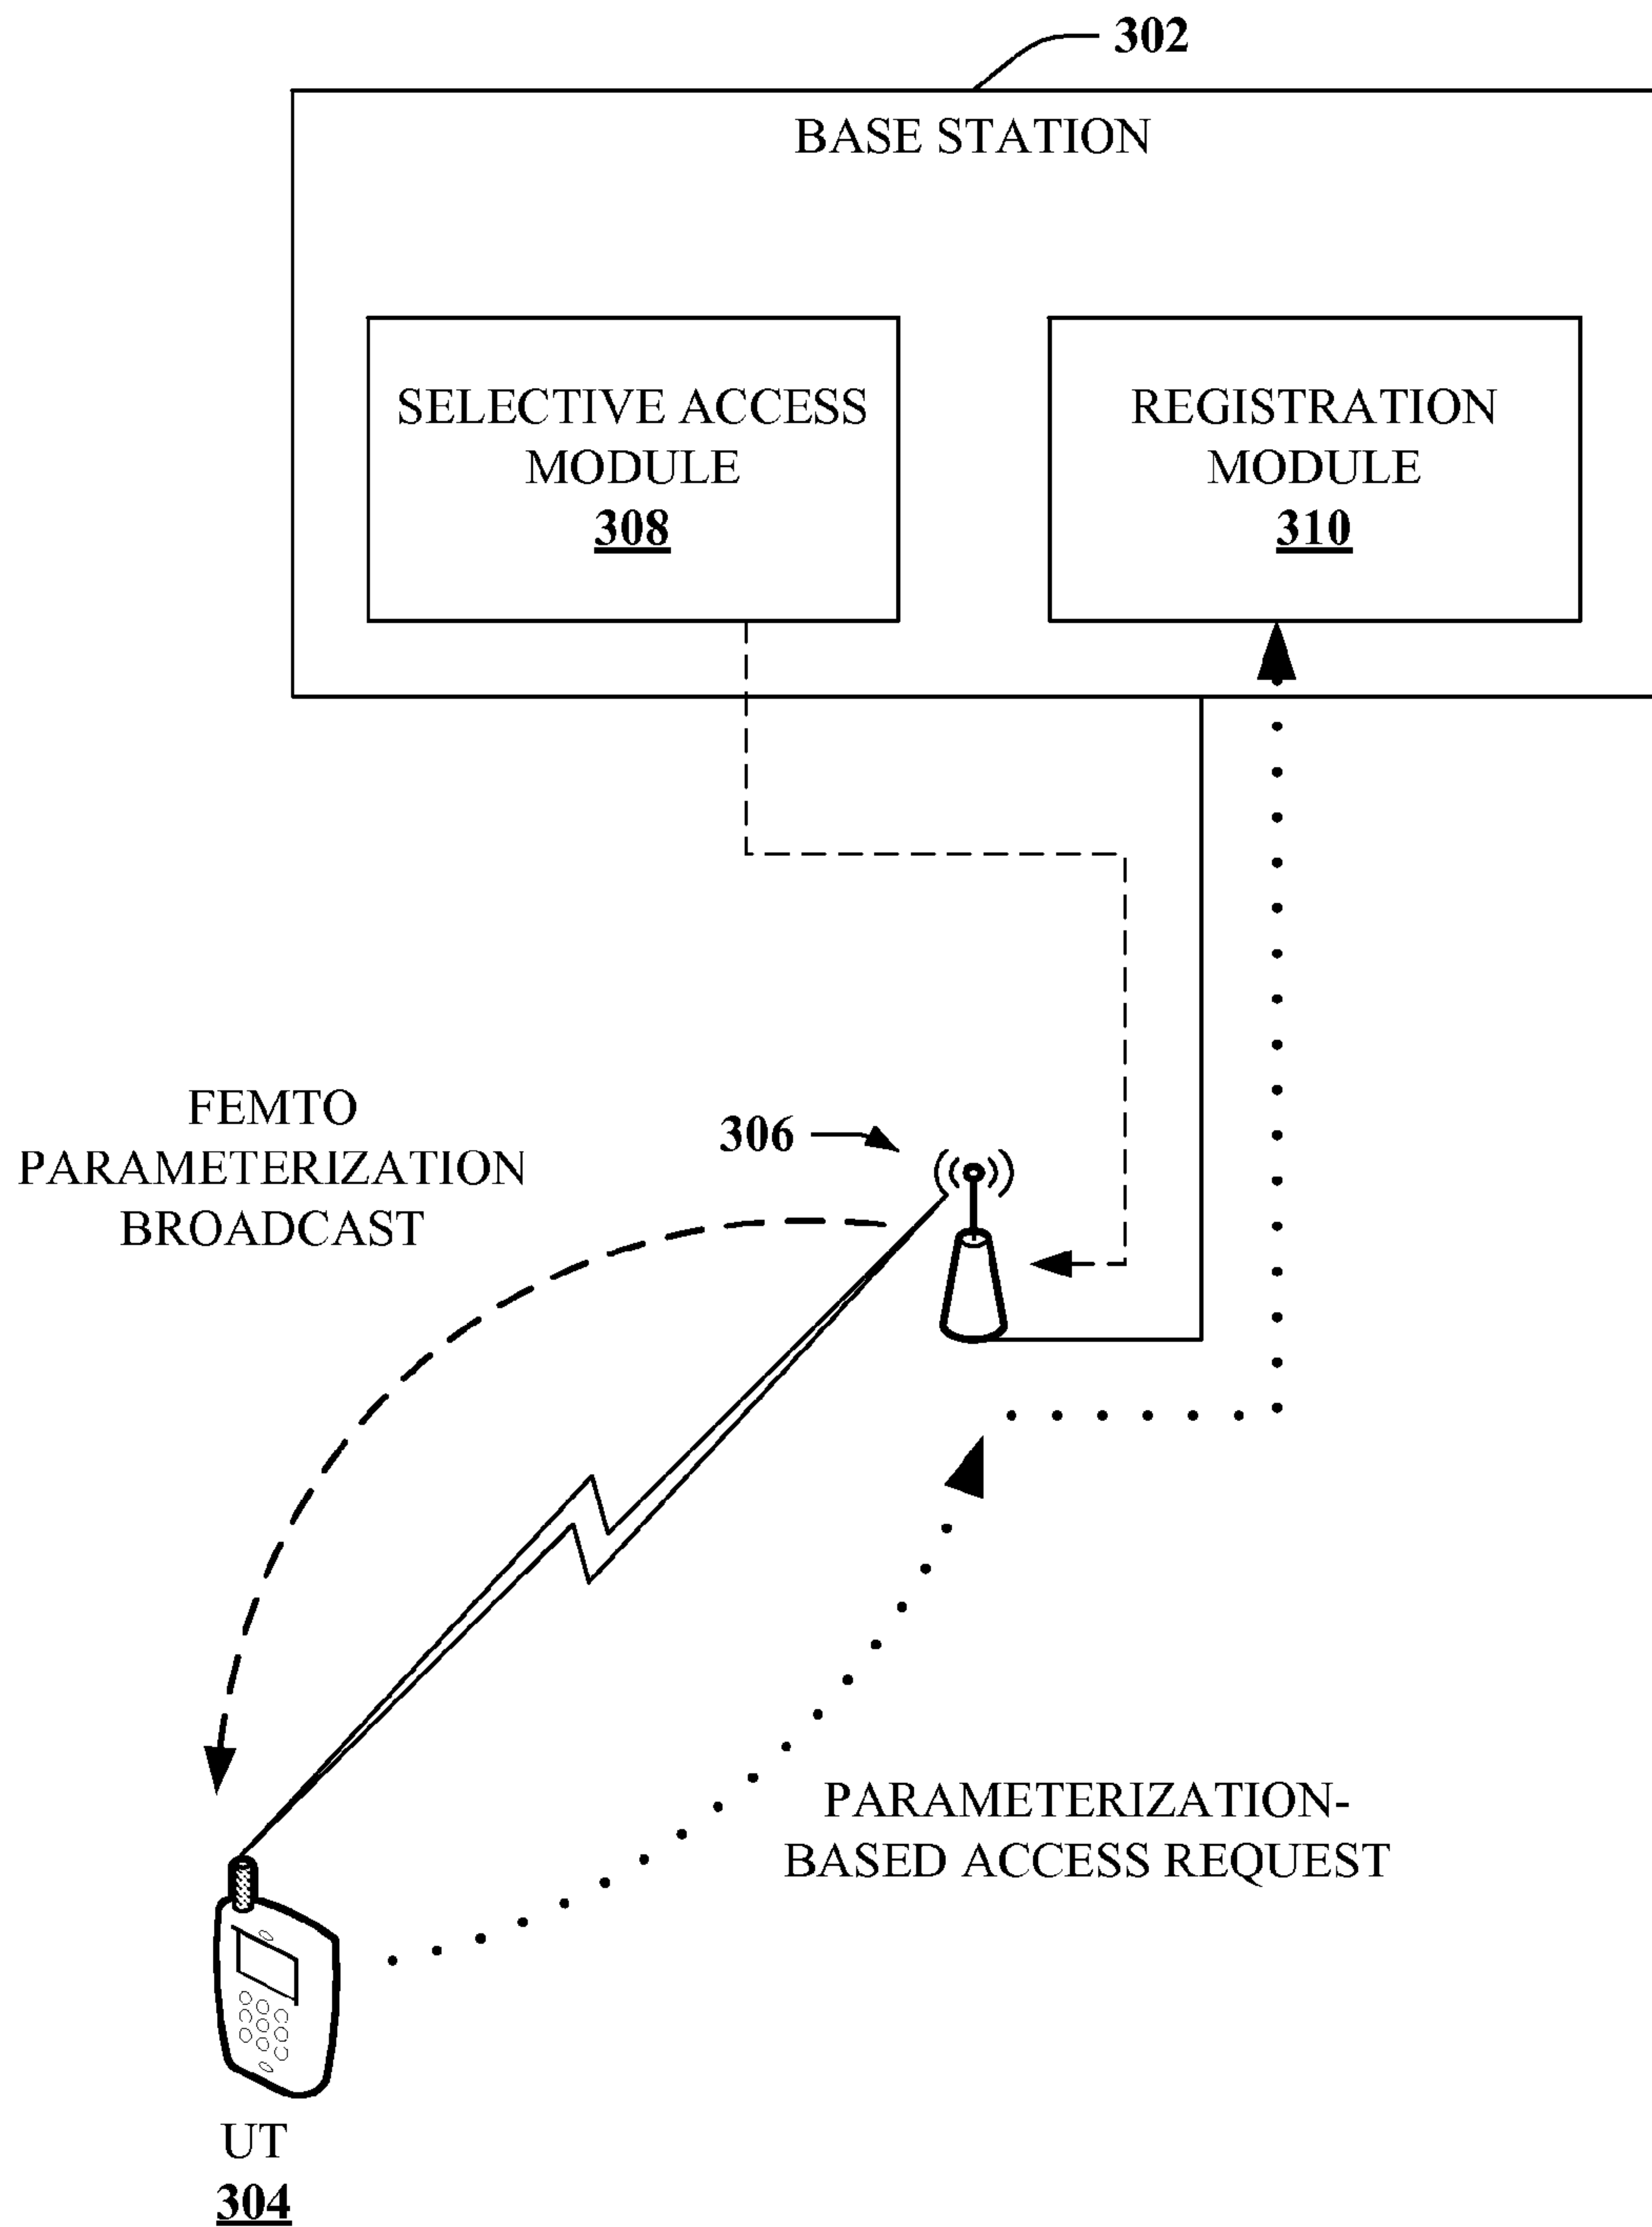 302
BASE STATION
SELECTIVE ACCESS
MODULE
308
REGISTRATION
MODULE
310
FEMTO
PARAMETERIZATION
BROADCAST
306
PARAMETERIZATION-
BASED ACCESS REQUEST
UT
304